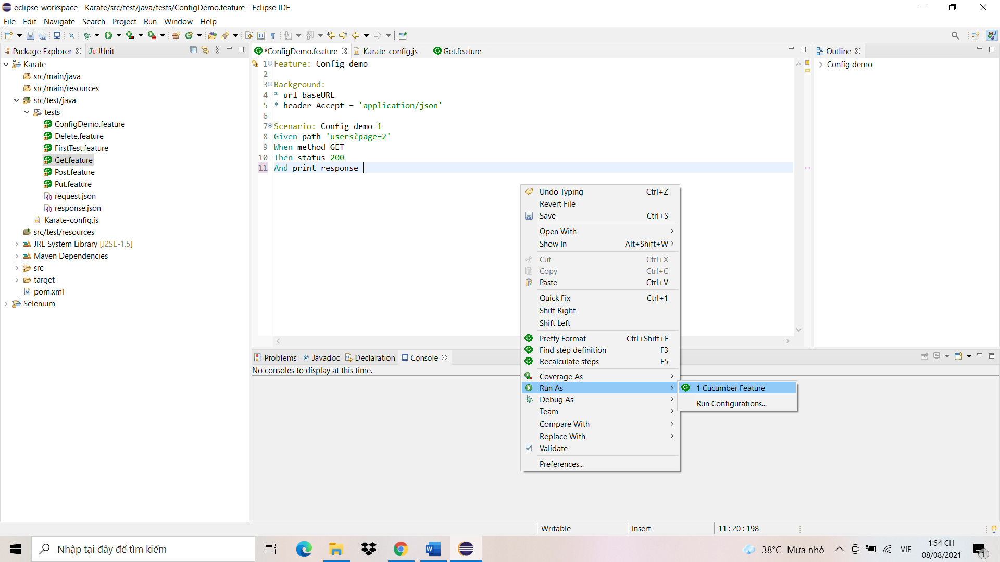 eclipse-workspace - Karate/src/test/java/tests/ConfigDemo.feature - Eclipse IDE
File Edit Navigate Search Project Run Window Help
Package Explorer
JUnit
Karate
src/main/java
src/main/resources
src/test/java
tests
ConfigDemo.feature
Delete.feature
FirstTest.feature
Get.feature
Post.feature
Put.feature
request.json
response.json
Karate-config.js
src/test/resources
JRE System Library [J2SE-1.5]
Maven Dependencies
src
target
pom.xml
Selenium
*ConfigDemo.feature
Karate-config.js
Get.feature
1 Feature: Config demo
2
3 Background:
4 * url baseURL
5 * header Accept = 'application/json'
6
7 Scenario: Config demo 1
8 Given path 'users?page=2'
9 When method GET
10 Then status 200
11 And print response
Outline
Config demo
Undo Typing Ctrl+Z
Revert File
Save Ctrl+S
Open With
Show In Alt+Shift+W
Cut Ctrl+X
Copy Ctrl+C
Paste Ctrl+V
Quick Fix Ctrl+1
Shift Right
Shift Left
Pretty Format Ctrl+Shift+F
Find step definition F3
Recalculate steps F5
Coverage As
Run As
Debug As
Team
Compare With
Replace With
Validate
Preferences...
1 Cucumber Feature
Run Configurations...
Problems
@ Javadoc
Declaration
Console
No consoles to display at this time.
Writable
Insert
11 : 20 : 198
Nhập tại đây để tìm kiếm
38°C Mưa nhỏ
VIE
1:54 CH
08/08/2021
1